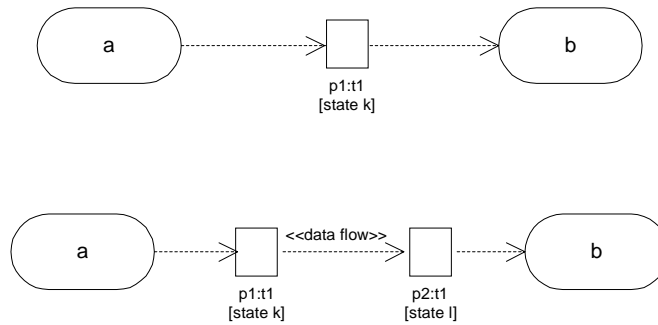 a
b
p1:t1
[state k]
a
<<data flow>>
b
p1:t1
p2:t1
[state k]
[state l]